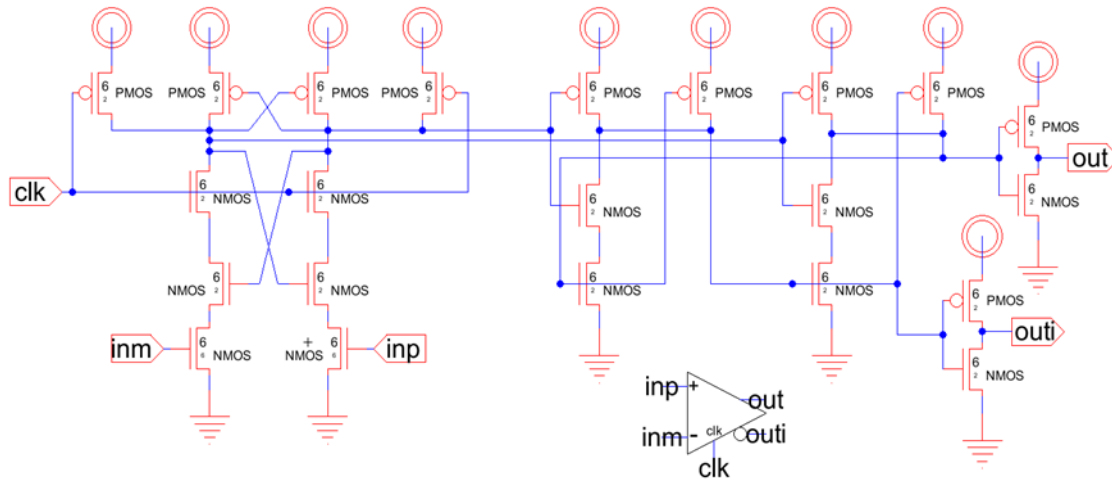 6 6 6 6 6 6 6 6
PMOS PMOS PMOS PMOS PMOS PMOS PMOS PMOS
2 2 2 2 2 2 2 2
6
PMOS
2
out
clk
6 6 6
NMOS NMOS NMOS
2 2 2
6 6
NMOS NMOS
2 2
6 6 6 6
NMOS NMOS NMOS NMOS
2 2 2 2
6
PMOS
2
outi
inm
6 6
NMOS NMOS
6 6
inp
6
NMOS
2
inp + out
inm - clk outi
clk